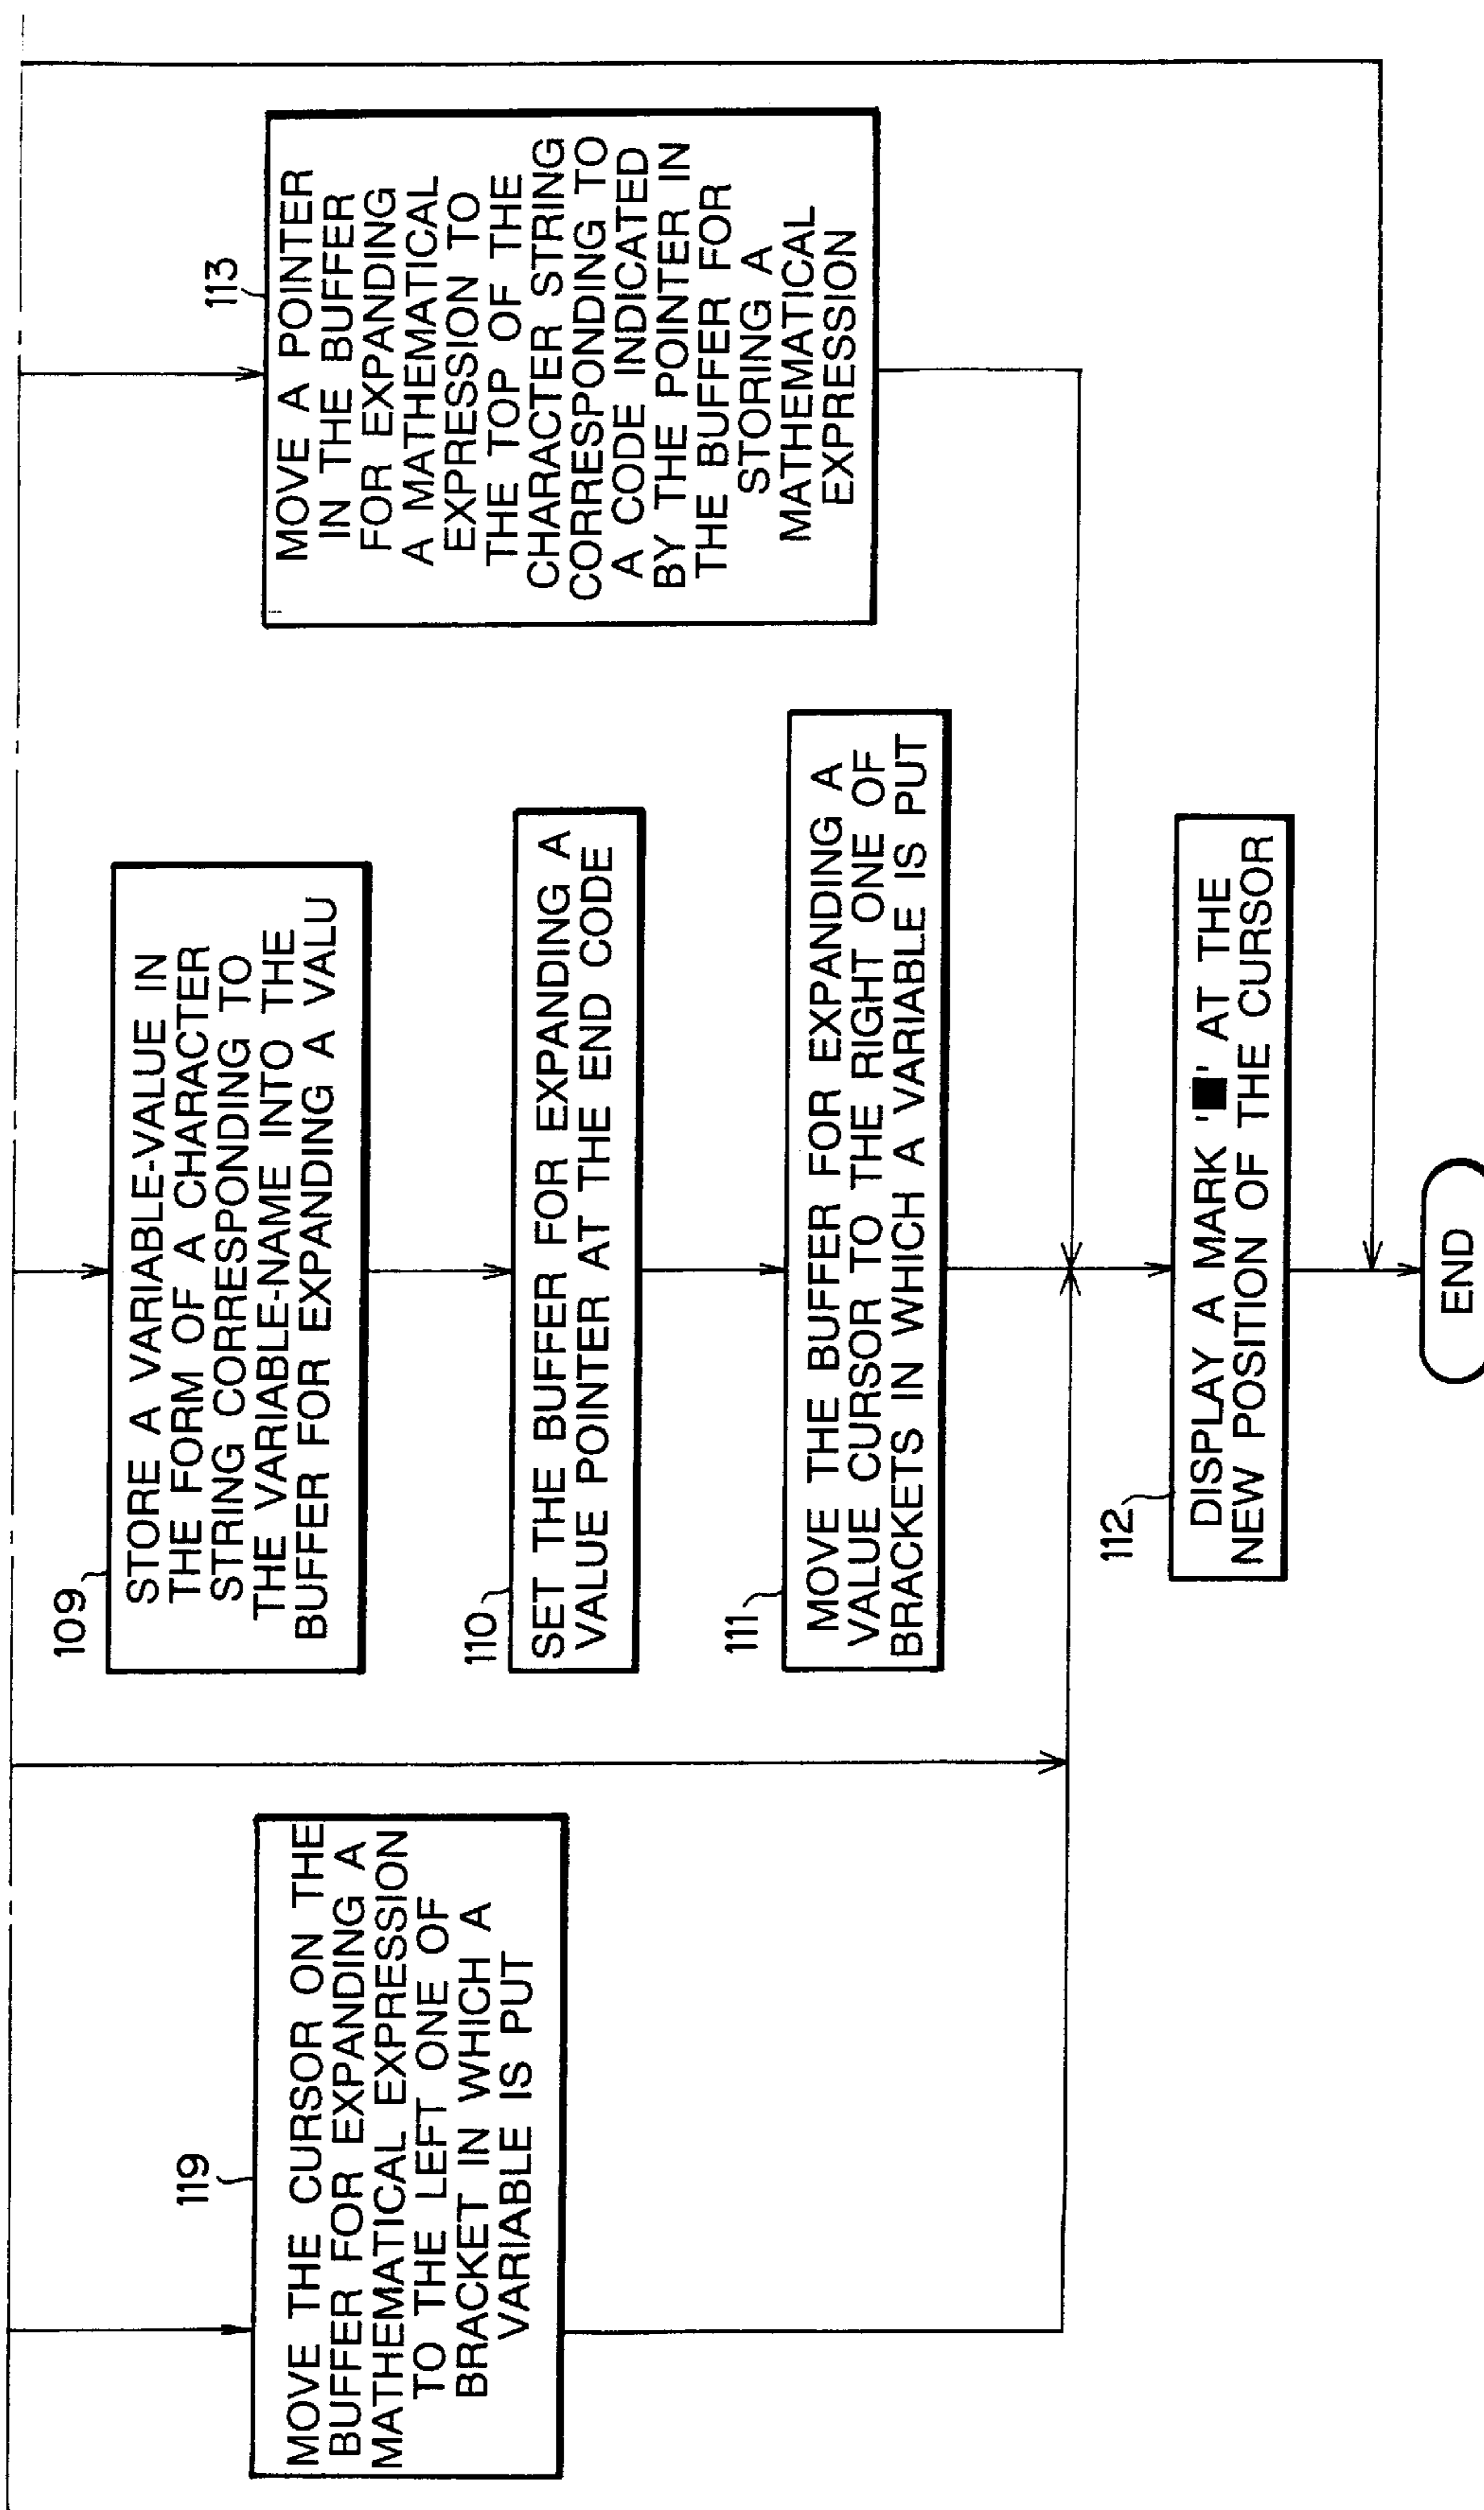 119
MOVE THE CURSOR ON THE
BUFFER FOR EXPANDING A
MATHEMATICAL EXPRESSION
TO THE LEFT ONE OF
BRACKET IN WHICH A
VARIABLE IS PUT
109
STORE A VARIABLE-VALUE IN
THE FORM OF A CHARACTER
STRING CORRESPONDING TO
THE VARIABLE-NAME INTO THE
BUFFER FOR EXPANDING A VALU
110
SET THE BUFFER FOR EXPANDING A
VALUE POINTER AT THE END CODE
111
MOVE THE BUFFER FOR EXPANDING A
VALUE CURSOR TO THE RIGHT ONE OF
BRACKETS IN WHICH A VARIABLE IS PUT
113
MOVE A POINTER
IN THE BUFFER
FOR EXPANDING
A MATHEMATICAL
EXPRESSION TO
THE TOP OF THE
CHARACTER STRING
CORRESPONDING TO
A CODE INDICATED
BY THE POINTER IN
THE BUFFER FOR
STORING A
MATHEMATICAL
EXPRESSION
112
DISPLAY A MARK '■' AT THE
NEW POSITION OF THE CURSOR
END